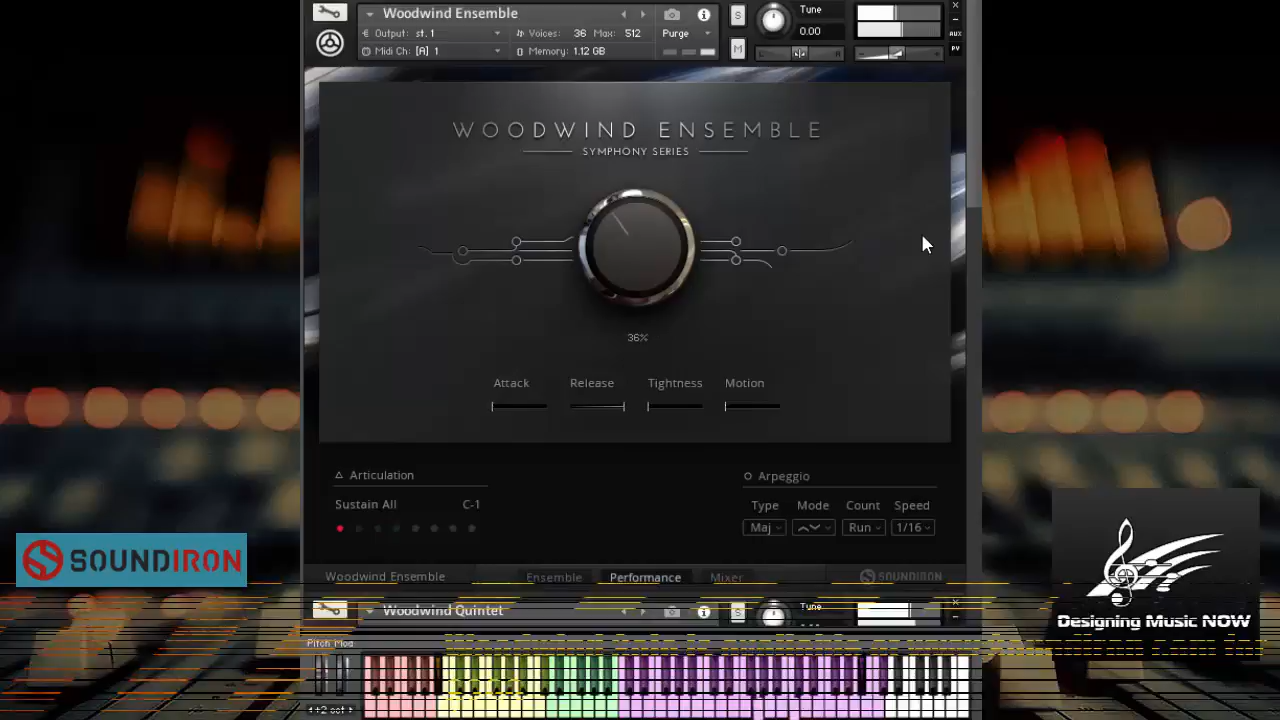 Woodwind Ensemble
Output: st. 1
Voices: 36 Max: 512
Purge
Midi Ch: [A] 1
Memory: 1.12 GB
S
M
Tune
0.00
AUX
PV
WOODWIND ENSEMBLE
SYMPHONY SERIES
36%
Attack Release Tightness Motion
Articulation
Sustain All C-1
Arpeggio
Type Mode Count Speed
Maj Run 1/16
SOUNDIRON
Woodwind Ensemble
Ensemble Performance Mixer
SOUNDIRON
Woodwind Quintet
S
Tune
Designing Music NOW
Pitch Mod
+2 oct